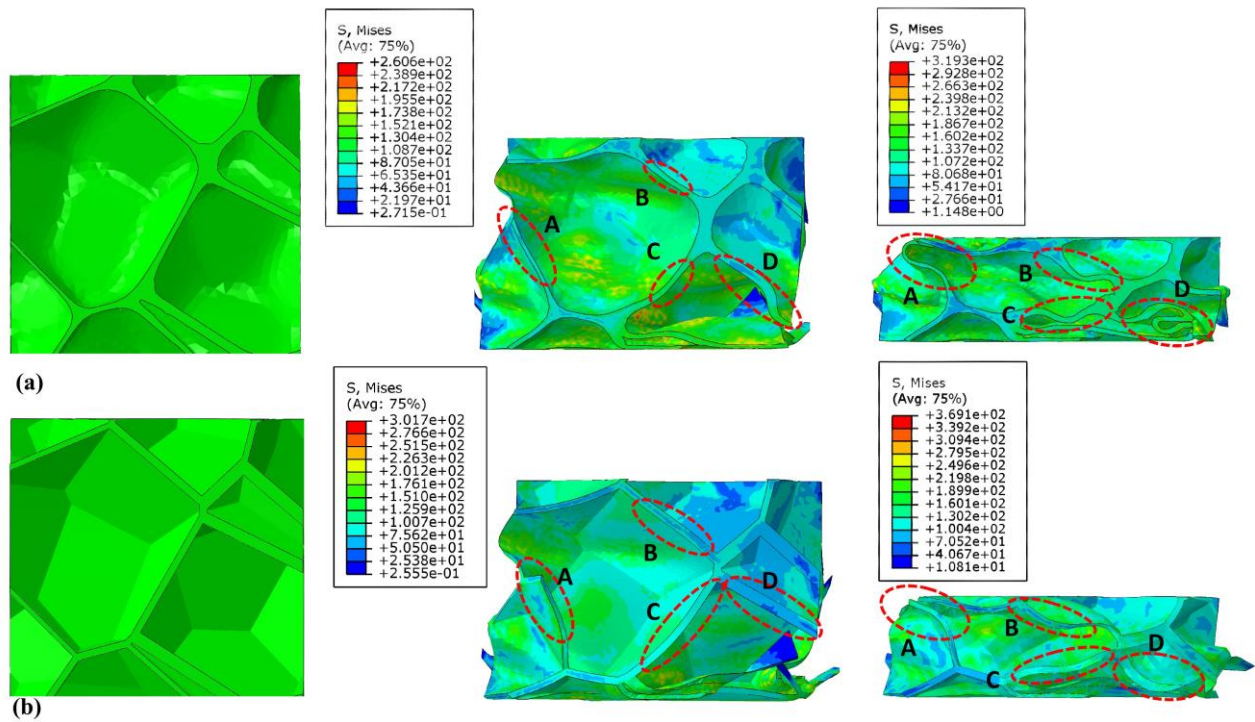 S, Mises
(Avg: 75%)
+2.606e+02
+2.389e+02
+2.172e+02
+1.955e+02
+1.738e+02
+1.521e+02
+1.304e+02
+1.087e+02
+8.705e+01
+6.535e+01
+4.366e+01
+2.197e+01
+2.715e-01
A
B
C
D
S, Mises
(Avg: 75%)
+3.193e+02
+2.928e+02
+2.663e+02
+2.398e+02
+2.132e+02
+1.867e+02
+1.602e+02
+1.337e+02
+1.072e+02
+8.068e+01
+5.417e+01
+2.766e+01
+1.148e+00
A
B
C
D
(a)
S, Mises
(Avg: 75%)
+3.017e+02
+2.766e+02
+2.515e+02
+2.263e+02
+2.012e+02
+1.761e+02
+1.510e+02
+1.259e+02
+1.007e+02
+7.562e+01
+5.050e+01
+2.538e+01
+2.555e-01
A
B
C
D
S, Mises
(Avg: 75%)
+3.691e+02
+3.392e+02
+3.094e+02
+2.795e+02
+2.496e+02
+2.198e+02
+1.899e+02
+1.601e+02
+1.302e+02
+1.004e+02
+7.052e+01
+4.067e+01
+1.081e+01
A
B
C
D
(b)